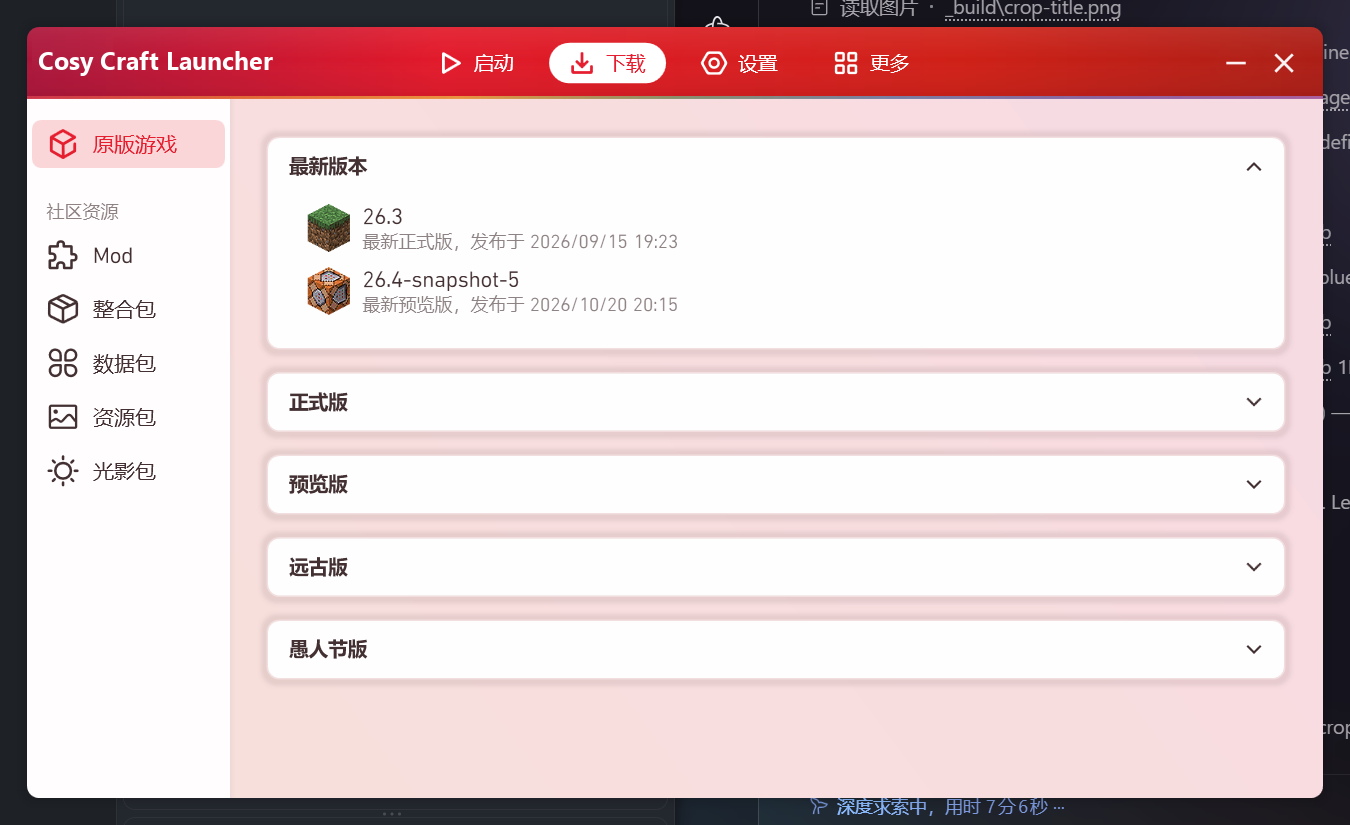 读取图片 · _build\crop-title.png
Cosy Craft Launcher
启动
下载
设置
更多
原版游戏
社区资源
Mod
整合包
数据包
资源包
光影包
最新版本
26.3
最新正式版，发布于 2026/09/15 19:23
26.4-snapshot-5
最新预览版，发布于 2026/10/20 20:15
正式版
预览版
远古版
愚人节版
深度求索中，用时 7分6秒 ···